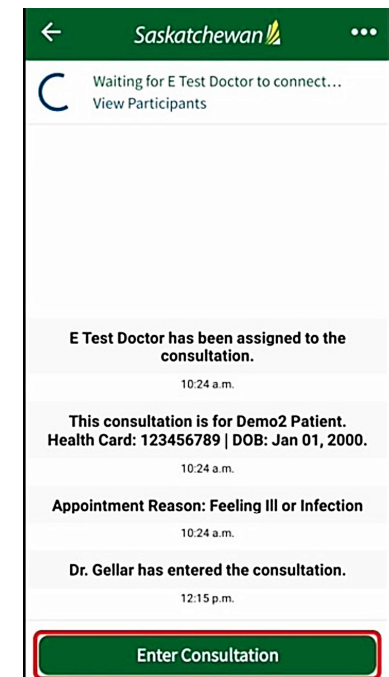 Saskatchewan
Waiting for E Test Doctor to connect...
View Participants
E Test Doctor has been assigned to the
consultation.
10:24 a.m.
This consultation is for Demo2 Patient.
Health Card: 123456789 | DOB: Jan 01, 2000.
10:24 a.m.
Appointment Reason: Feeling Ill or Infection
10:24 a.m.
Dr. Gellar has entered the consultation.
12:15 p.m.
Enter Consultation